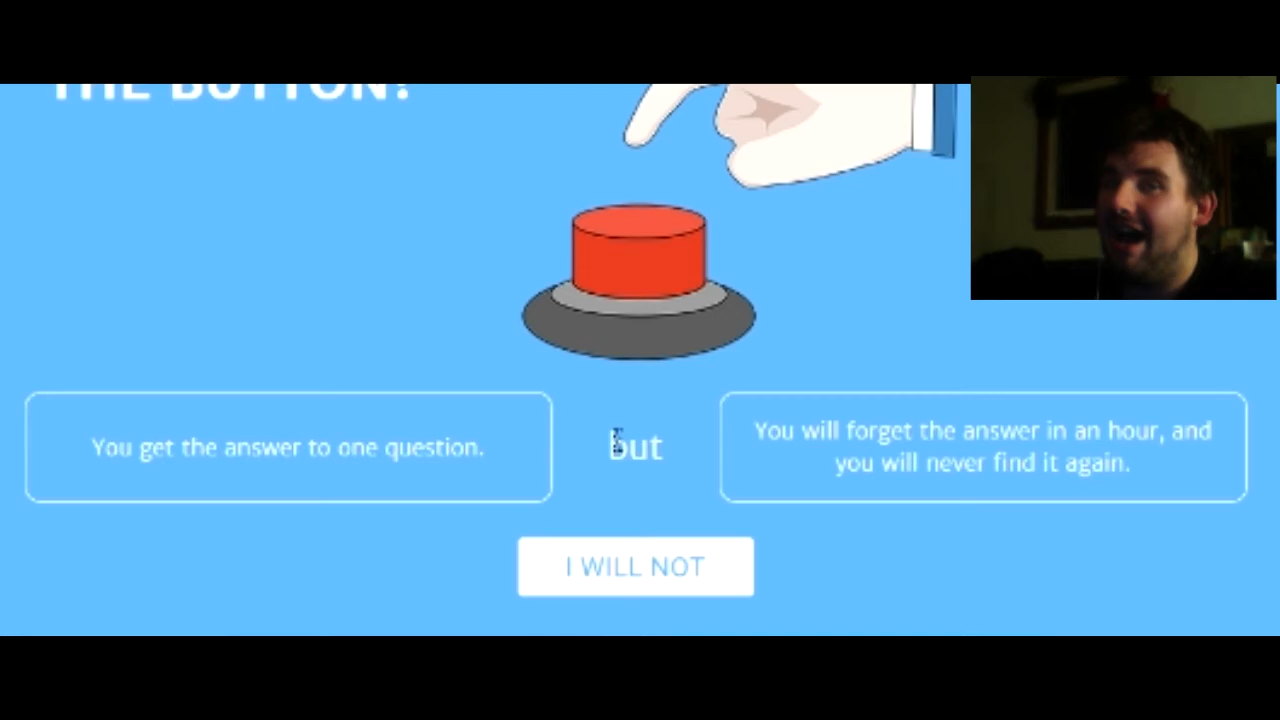 THE BUTTON?
You get the answer to one question.
but
You will forget the answer in an hour, and
you will never find it again.
I WILL NOT